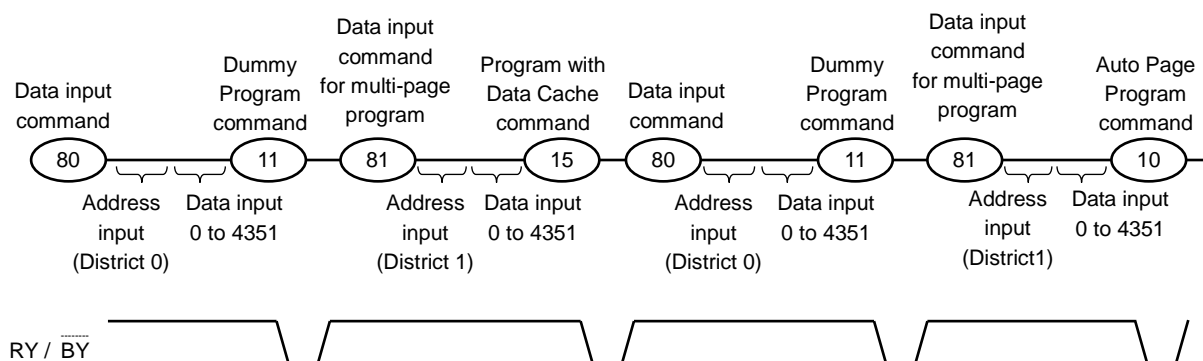 Data input
command
80
Address
input
(District 0)
Data input
0 to 4351
Dummy
Program
command
11
Data input
command
for multi-page
program
81
Address
input
(District 1)
Data input
0 to 4351
Program with
Data Cache
command
15
Data input
command
80
Address
input
(District 0)
Data input
0 to 4351
Dummy
Program
command
11
Data input
command
for multi-page
program
81
Address
input
(District1)
Data input
0 to 4351
Auto Page
Program
command
10
RY / BY